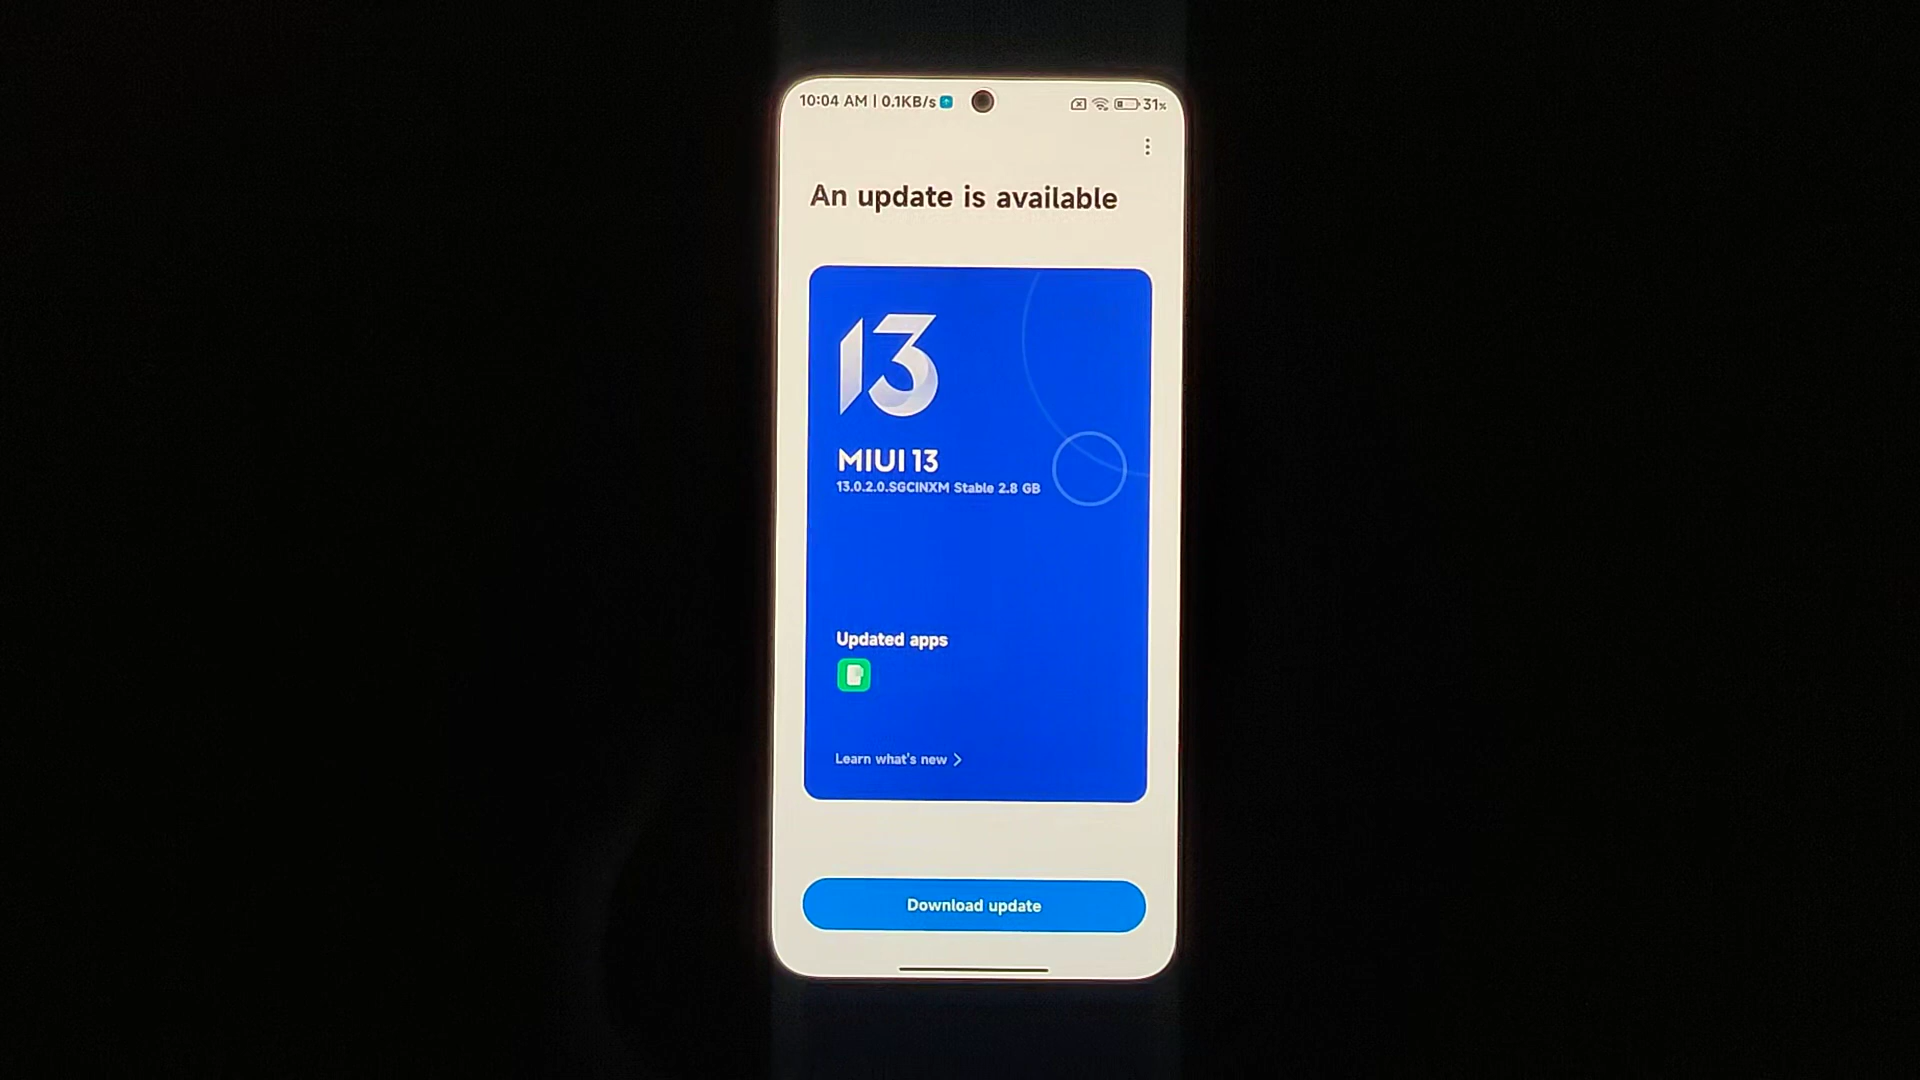 10:04 AM | 0.1KB/s 31%
An update is available
13
MIUI 13
13.0.2.0.SGCINXM Stable 2.8 GB
Updated apps
Learn what's new
Download update